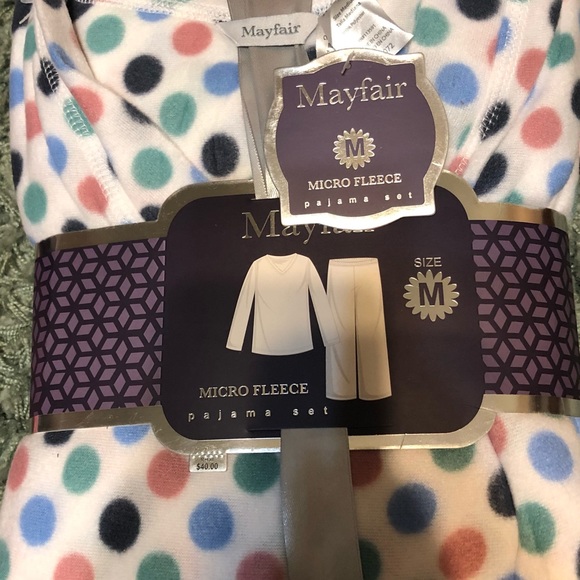 Mayfair
Mayfair
M
MICRO FLEECE
pajama set
Mayfair
SIZE
M
MICRO FLEECE
pajama set
$40.00